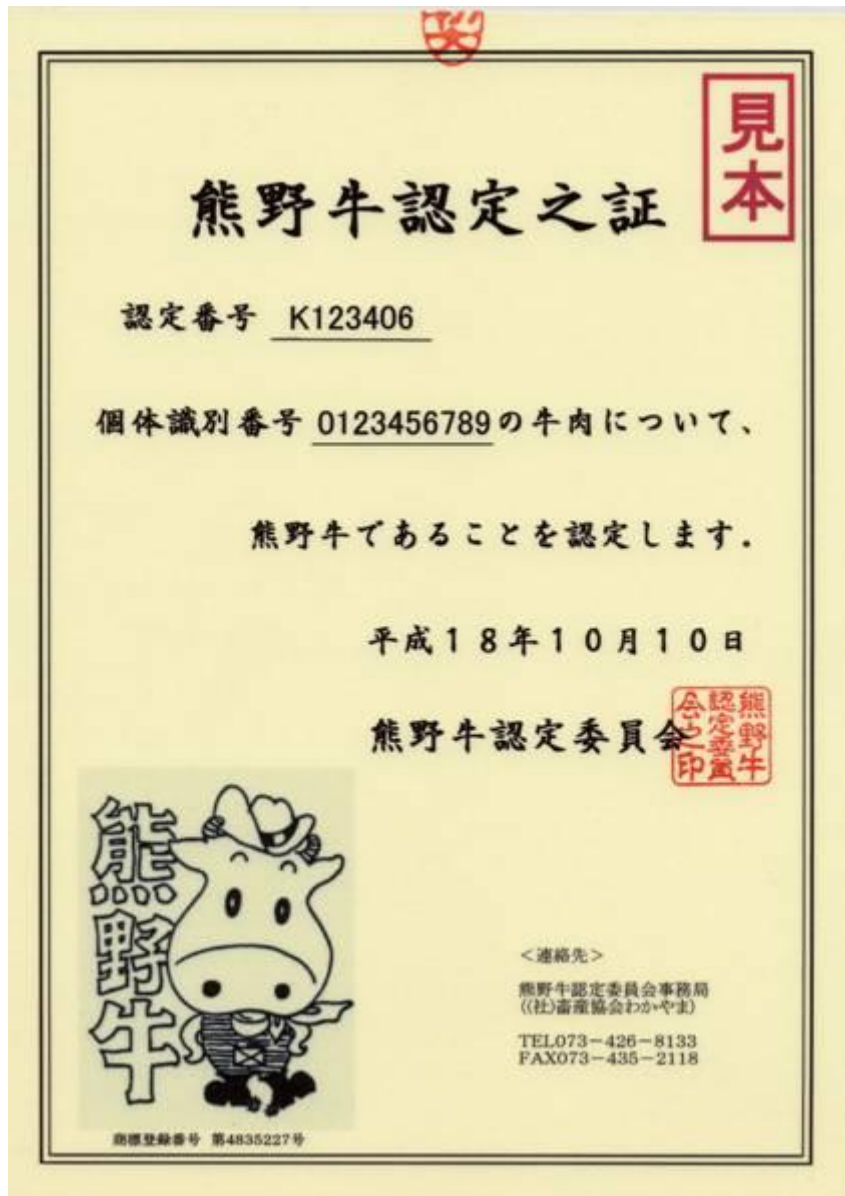 見本
熊野牛認定之証
認定番号 K123406
個体識別番号 0123456789の牛肉について、
熊野牛であることを認定します.
平成18年10月10日
熊野牛認定委員会
熊野牛認定委員会之印
熊野牛
<連絡先>
熊野牛認定委員会事務局
((社)畜産協会わかやま)
TEL073-426-8133
FAX073-435-2118
商標登録番号 第4835227号